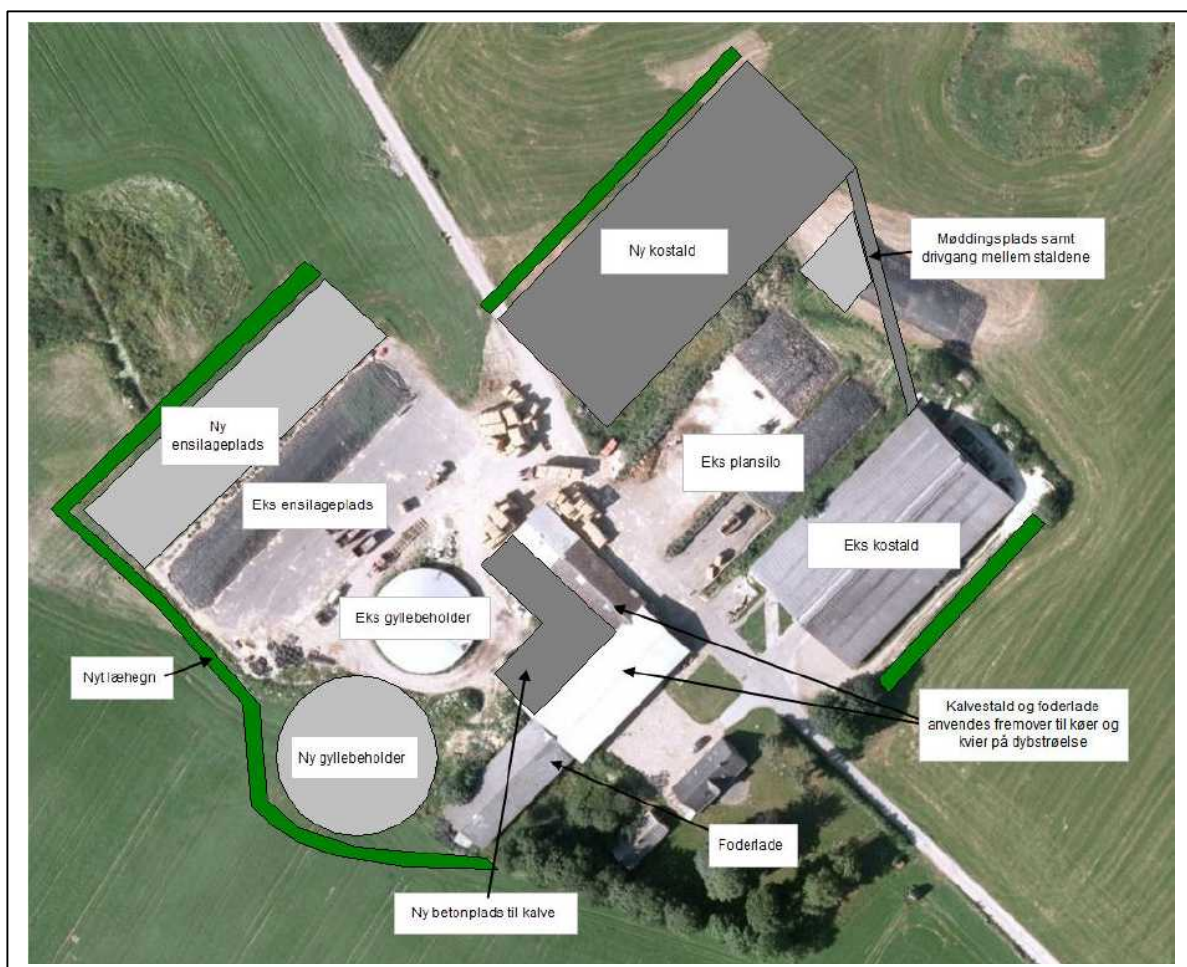 Ny kostald
Møddingsplads samt
drivgang mellem staldene
Ny
ensilageplads
Eks plansilo
Eks ensilageplads
Eks kostald
Eks gyllebeholder
Nyt læhegn
Kalvestald og foderlade
anvendes fremover til køer og
kvier på dybstrøelse
Ny gyllebeholder
Foderlade
Ny betonplads til kalve